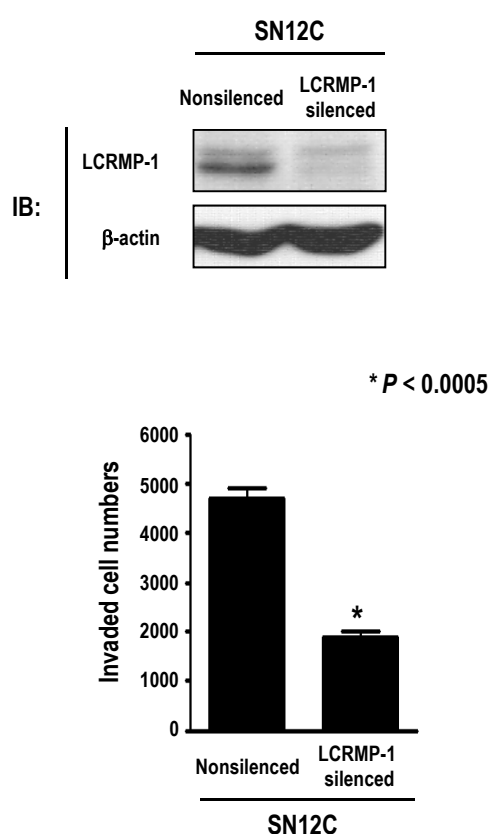 SN12C
Nonsilenced
LCRMP-1
silenced
IB:
LCRMP-1
β-actin
* P < 0.0005
Invaded cell numbers
6000
5000
4000
3000
2000
1000
0
*
Nonsilenced
LCRMP-1
silenced
SN12C